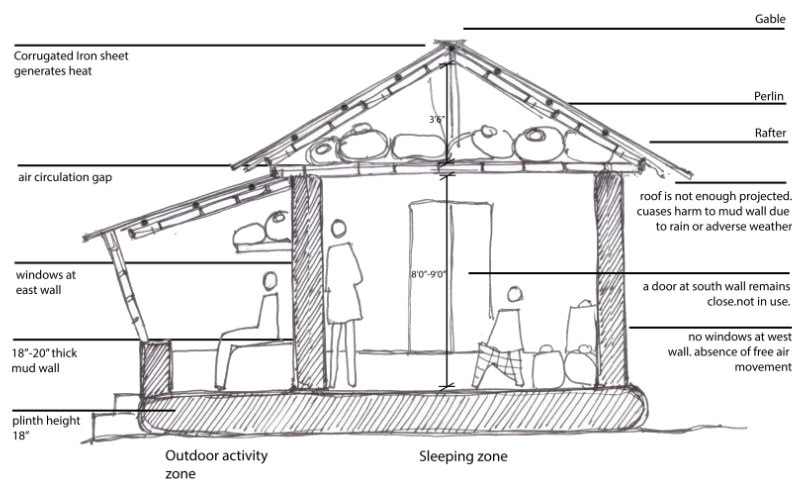 Gable
Corrugated Iron sheet
generates heat
Perlin
3'6"
Rafter
air circulation gap
roof is not enough projected.
cuases harm to mud wall due
to rain or adverse weather
windows at
east wall
8'0"-9'0"
a door at south wall remains
close.not in use.
18"-20" thick
mud wall
no windows at west
wall. absence of free air
movement
plinth height
18"
Outdoor activity
zone
Sleeping zone